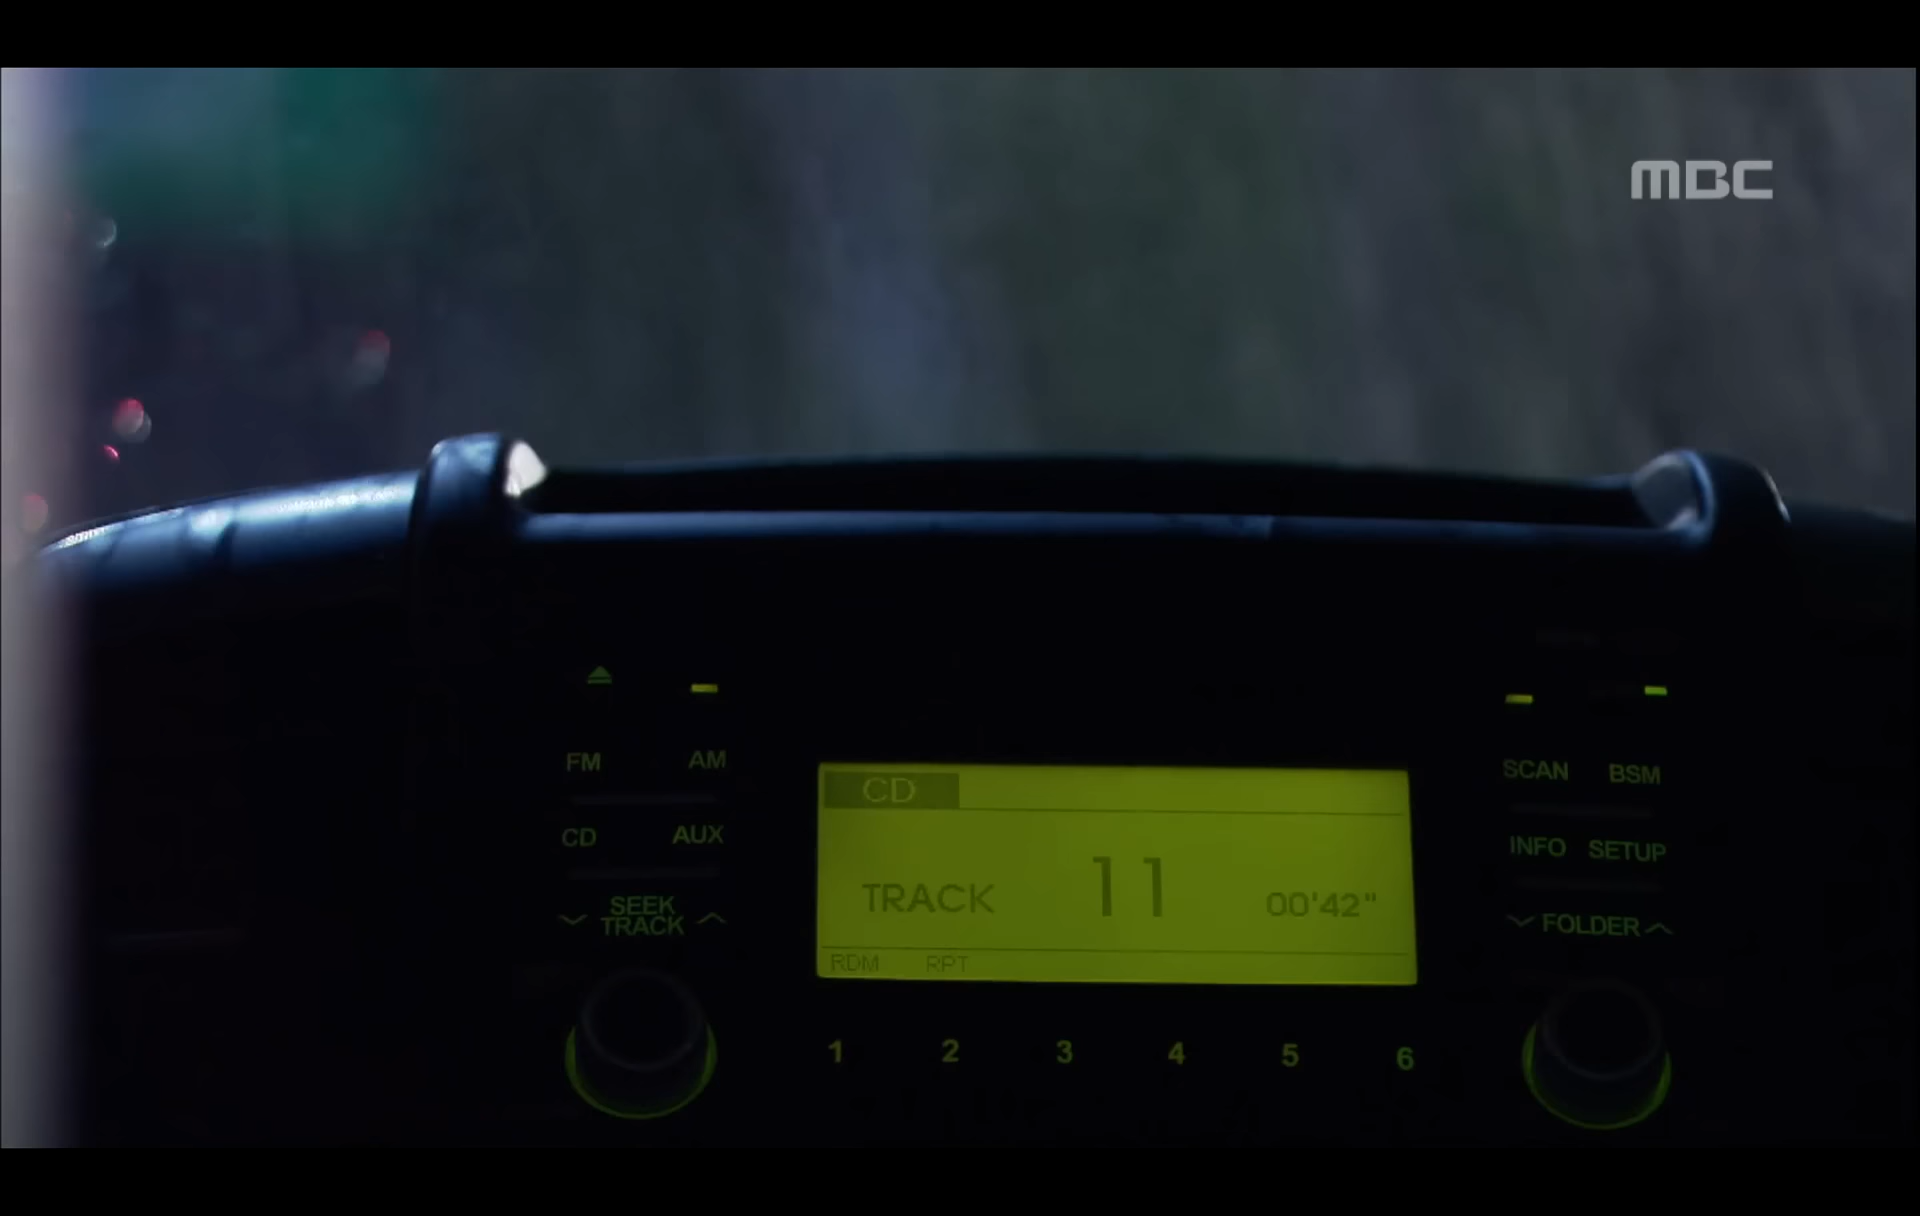 MBC
FM AM
CD AUX
SEEK
TRACK
CD
TRACK 11 00'42"
RDM RPT
1 2 3 4 5 6
SCAN BSM
INFO SETUP
FOLDER